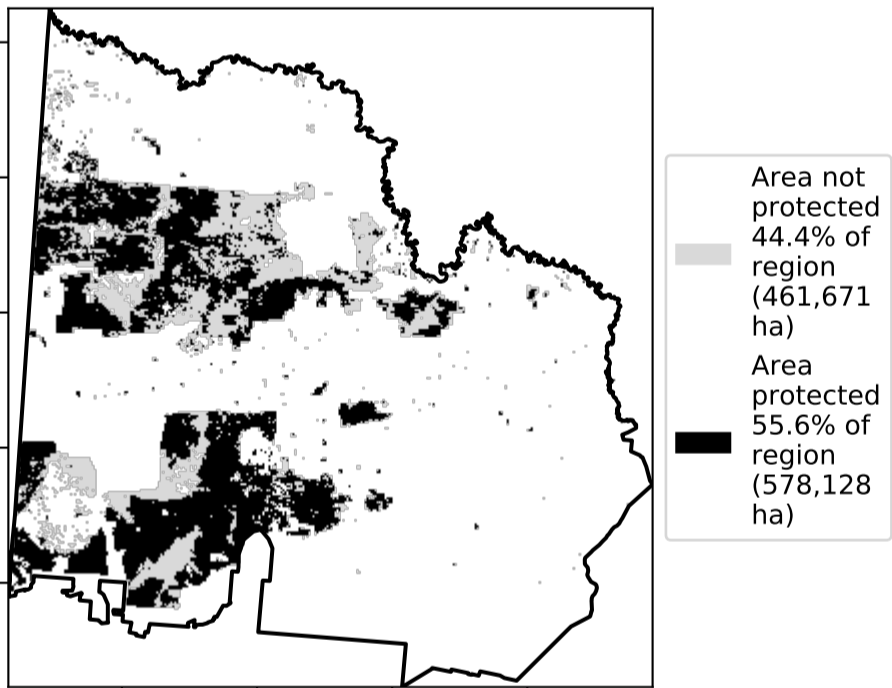 Area not
protected
44.4% of
region
(461,671
ha)
Area
protected
55.6% of
region
(578,128
ha)